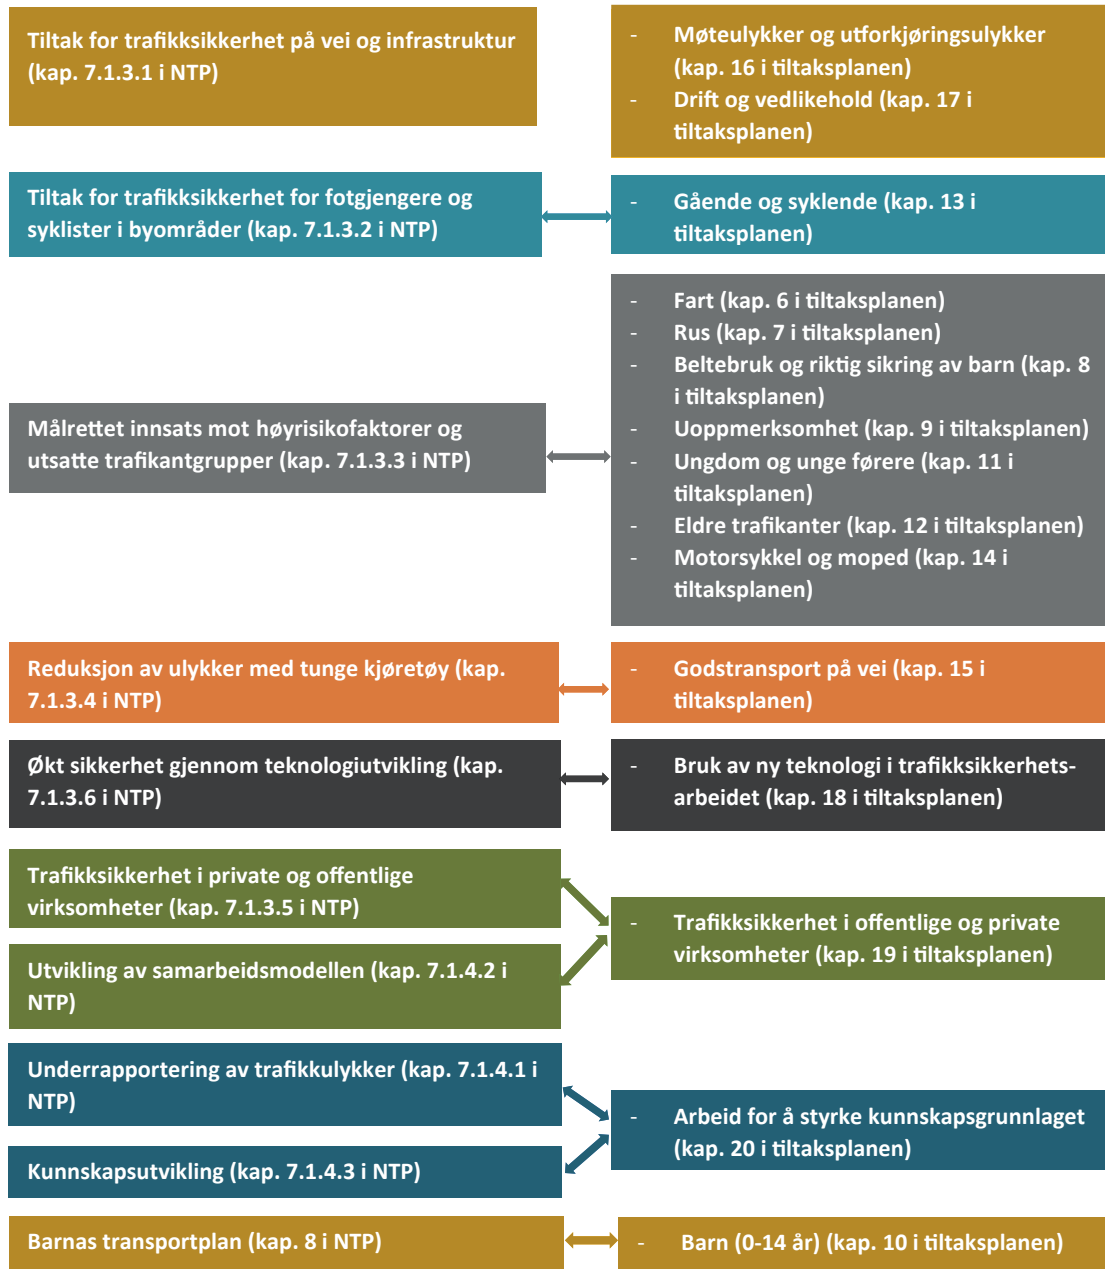 Tiltak for trafikksikkerhet på vei og infrastruktur
(kap. 7.1.3.1 i NTP)
- Møteulykker og utforkjøringsulykker
(kap. 16 i tiltaksplanen)
- Drift og vedlikehold (kap. 17 i
tiltaksplanen)
Tiltak for trafikksikkerhet for fotgjengere og
syklister i byområder (kap. 7.1.3.2 i NTP)
- Gående og syklende (kap. 13 i
tiltaksplanen)
Målrettet innsats mot høyrisikofaktorer og
utsatte trafikantgrupper (kap. 7.1.3.3 i NTP)
- Fart (kap. 6 i tiltaksplanen)
- Rus (kap. 7 i tiltaksplanen)
- Beltebruk og riktig sikring av barn (kap. 8
i tiltaksplanen)
- Uoppmerksomhet (kap. 9 i tiltaksplanen)
- Ungdom og unge førere (kap. 11 i
tiltaksplanen)
- Eldre trafikanter (kap. 12 i tiltaksplanen)
- Motorsykkel og moped (kap. 14 i
tiltaksplanen)
Reduksjon av ulykker med tunge kjøretøy (kap.
7.1.3.4 i NTP)
- Godstransport på vei (kap. 15 i
tiltaksplanen)
Økt sikkerhet gjennom teknologiutvikling (kap.
7.1.3.6 i NTP)
- Bruk av ny teknologi i trafikksikkerhets-
arbeidet (kap. 18 i tiltaksplanen)
Trafikksikkerhet i private og offentlige
virksomheter (kap. 7.1.3.5 i NTP)
Utvikling av samarbeidsmodellen (kap. 7.1.4.2 i
NTP)
- Trafikksikkerhet i offentlige og private
virksomheter (kap. 19 i tiltaksplanen)
Underrapportering av trafikkulykker (kap. 7.1.4.1 i
NTP)
Kunnskapsutvikling (kap. 7.1.4.3 i NTP)
- Arbeid for å styrke kunnskapsgrunnlaget
(kap. 20 i tiltaksplanen)
Barnas transportplan (kap. 8 i NTP)
- Barn (0-14 år) (kap. 10 i tiltaksplanen)